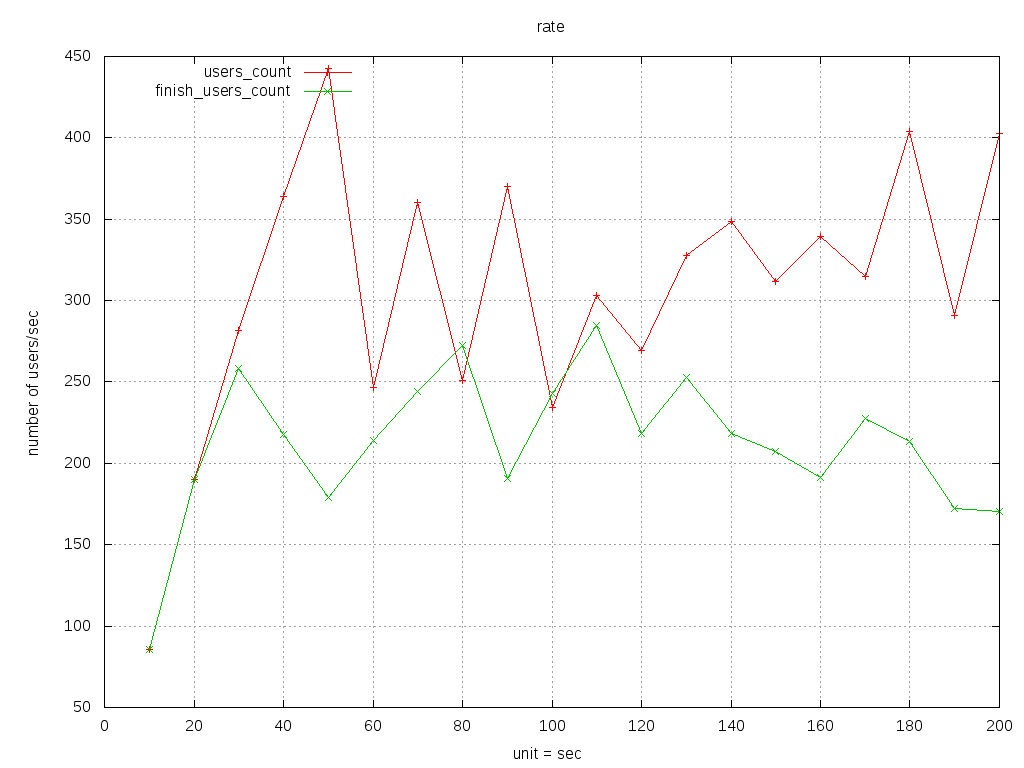 rate
users_count
finish_users_count
450
400
350
300
250
200
150
100
50
number of users/sec
0 20 40 60 80 100 120 140 160 180 200
unit = sec